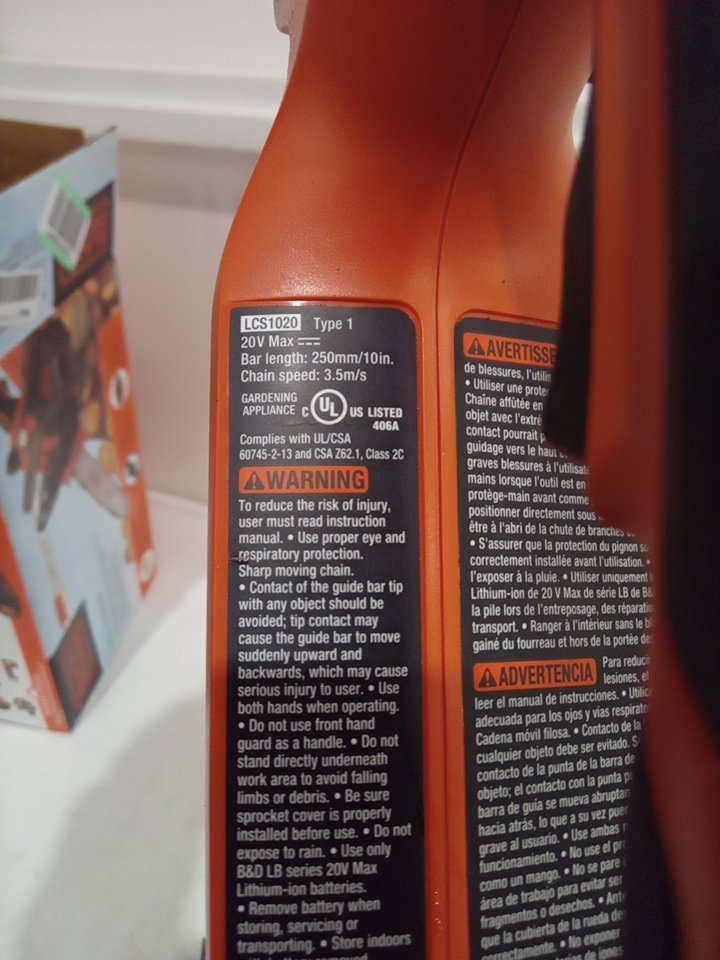 LCS1020 Type 1
20V Max
Bar length: 250mm/10in.
Chain speed: 3.5m/s
GARDENING
APPLIANCE
C UL US LISTED
406A
Complies with UL/CSA
60745-2-13 and CSA Z62.1, Class 2C
WARNING
To reduce the risk of injury,
user must read instruction
manual. • Use proper eye and
respiratory protection.
Sharp moving chain.
• Contact of the guide bar tip
with any object should be
avoided; tip contact may
cause the guide bar to move
suddenly upward and
backwards, which may cause
serious injury to user. • Use
both hands when operating.
• Do not use front hand
guard as a handle. • Do not
stand directly underneath
work area to avoid falling
limbs or debris. • Be sure
sprocket cover is properly
installed before use. • Do not
expose to rain. • Use only
B&D LB series 20V Max
Lithium-ion batteries.
• Remove battery when
storing, servicing or
transporting. • Store indoors
AVERTISSE
de blessures, l'utilis
• Utiliser une prote
Chaîne affûtée en
objet avec l'extré
contact pourrait
guidage vers le haut
graves blessures à l'utilisate
mains lorsque l'outil est en
protège-main avant comme
positionner directement sous
être à l'abri de la chute de branches
• S'assurer que la protection du pignon
correctement installée avant l'utilisation. •
l'exposer à la pluie. • Utiliser uniquement
Lithium-ion de 20 V Max de série LB de B&
la pile lors de l'entreposage, des réparatio
transport. • Ranger à l'intérieur sans le
gainé du fourreau et hors de la portée de
ADVERTENCIA
Para reducir
lesiones, el
leer el manual de instrucciones. • Utilic
adecuada para los ojos y vías respirato
Cadena móvil filosa. • Contacto de la
cualquier objeto debe ser evitado.
contacto de la punta de la barra de
objeto; el contacto con la punta
barra de guía se mueva abruptan
hacia atrás, lo que a su vez pue
grave al usuario. • Use ambas
funcionamiento. • No use el pr
como un mango. • No se pare
área de trabajo para evitar ser
fragmentos o desechos. • Ant
que la cubierta de la rueda de
correctamente. • No exponer